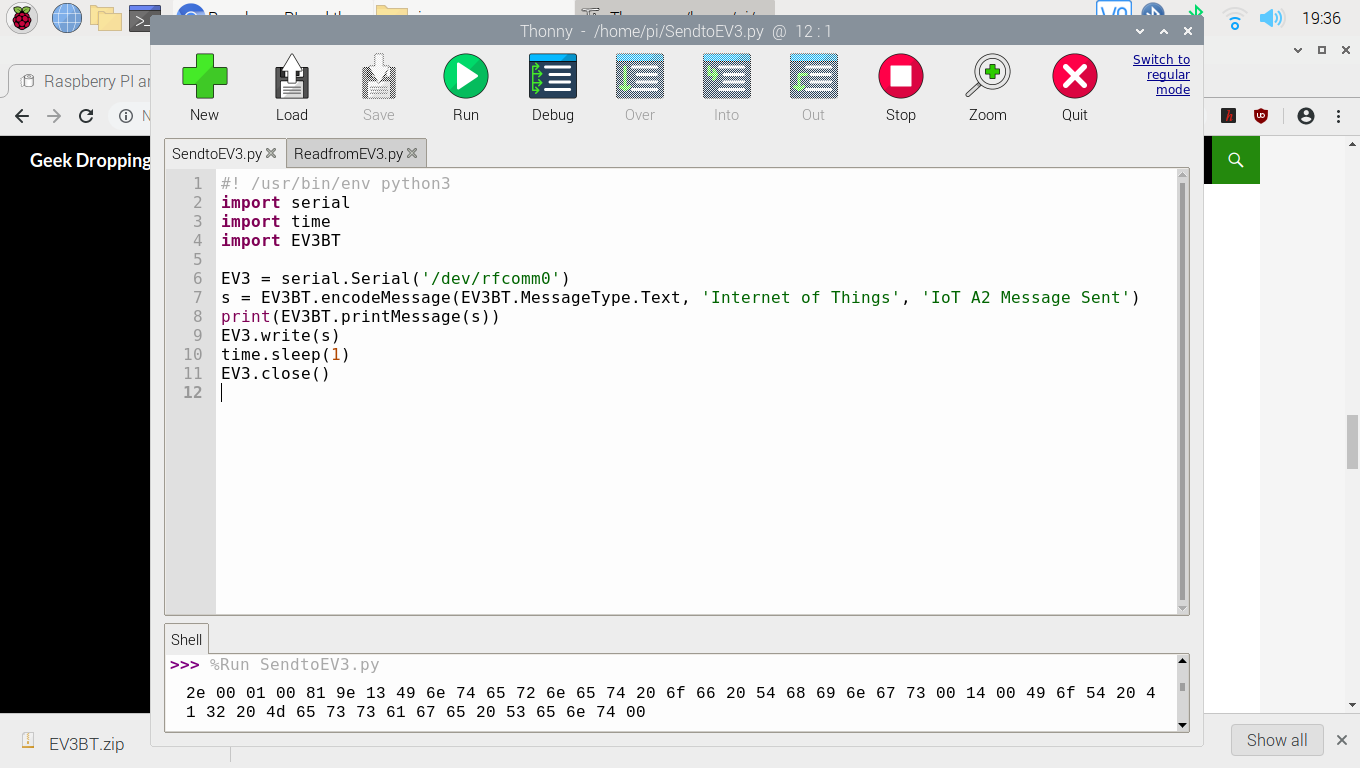 19:36
Thonny - /home/pi/SendtoEV3.py @ 12 : 1
Raspberry PI a
New
Load
Save
Run
Debug
Over
Into
Out
Stop
Zoom
Quit
Switch to
regular
mode
Geek Dropping
SendtoEV3.py
ReadfromEV3.py
1 #! /usr/bin/env python3
2 import serial
3 import time
4 import EV3BT
5
6 EV3 = serial.Serial('/dev/rfcomm0')
7 s = EV3BT.encodeMessage(EV3BT.MessageType.Text, 'Internet of Things', 'IoT A2 Message Sent')
8 print(EV3BT.printMessage(s))
9 EV3.write(s)
10 time.sleep(1)
11 EV3.close()
12
Shell
>>> %Run SendtoEV3.py
2e 00 01 00 81 9e 13 49 6e 74 65 72 6e 65 74 20 6f 66 20 54 68 69 6e 67 73 00 14 00 49 6f 54 20 4
1 32 20 4d 65 73 73 61 67 65 20 53 65 6e 74 00
EV3BT.zip
Show all